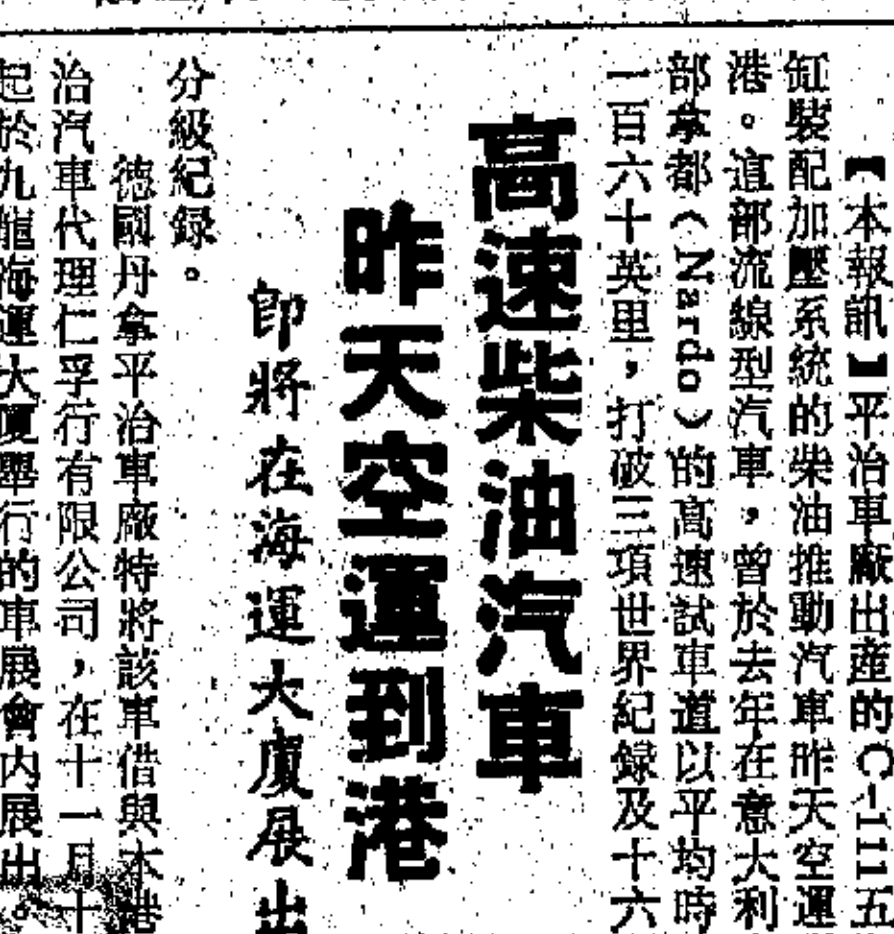 高速柴油汽車
昨天空運到港
即將在海運大廈展出
【本報訊】平治車廠出產的C-111五
缸裝配加壓系統的柴油推動汽車昨天空運
港。這部流線型汽車，曾於去年在意大利
部拿都（Nardo）的高速試車道以平均時
一百六十英里，打破三項世界紀錄及十六
分級紀錄。
德國丹拿平治車廠特將該車借與本港
治汽車代理仁孚行有限公司，在十一月十
起於九龍海運大廈舉行的車展會內展出。